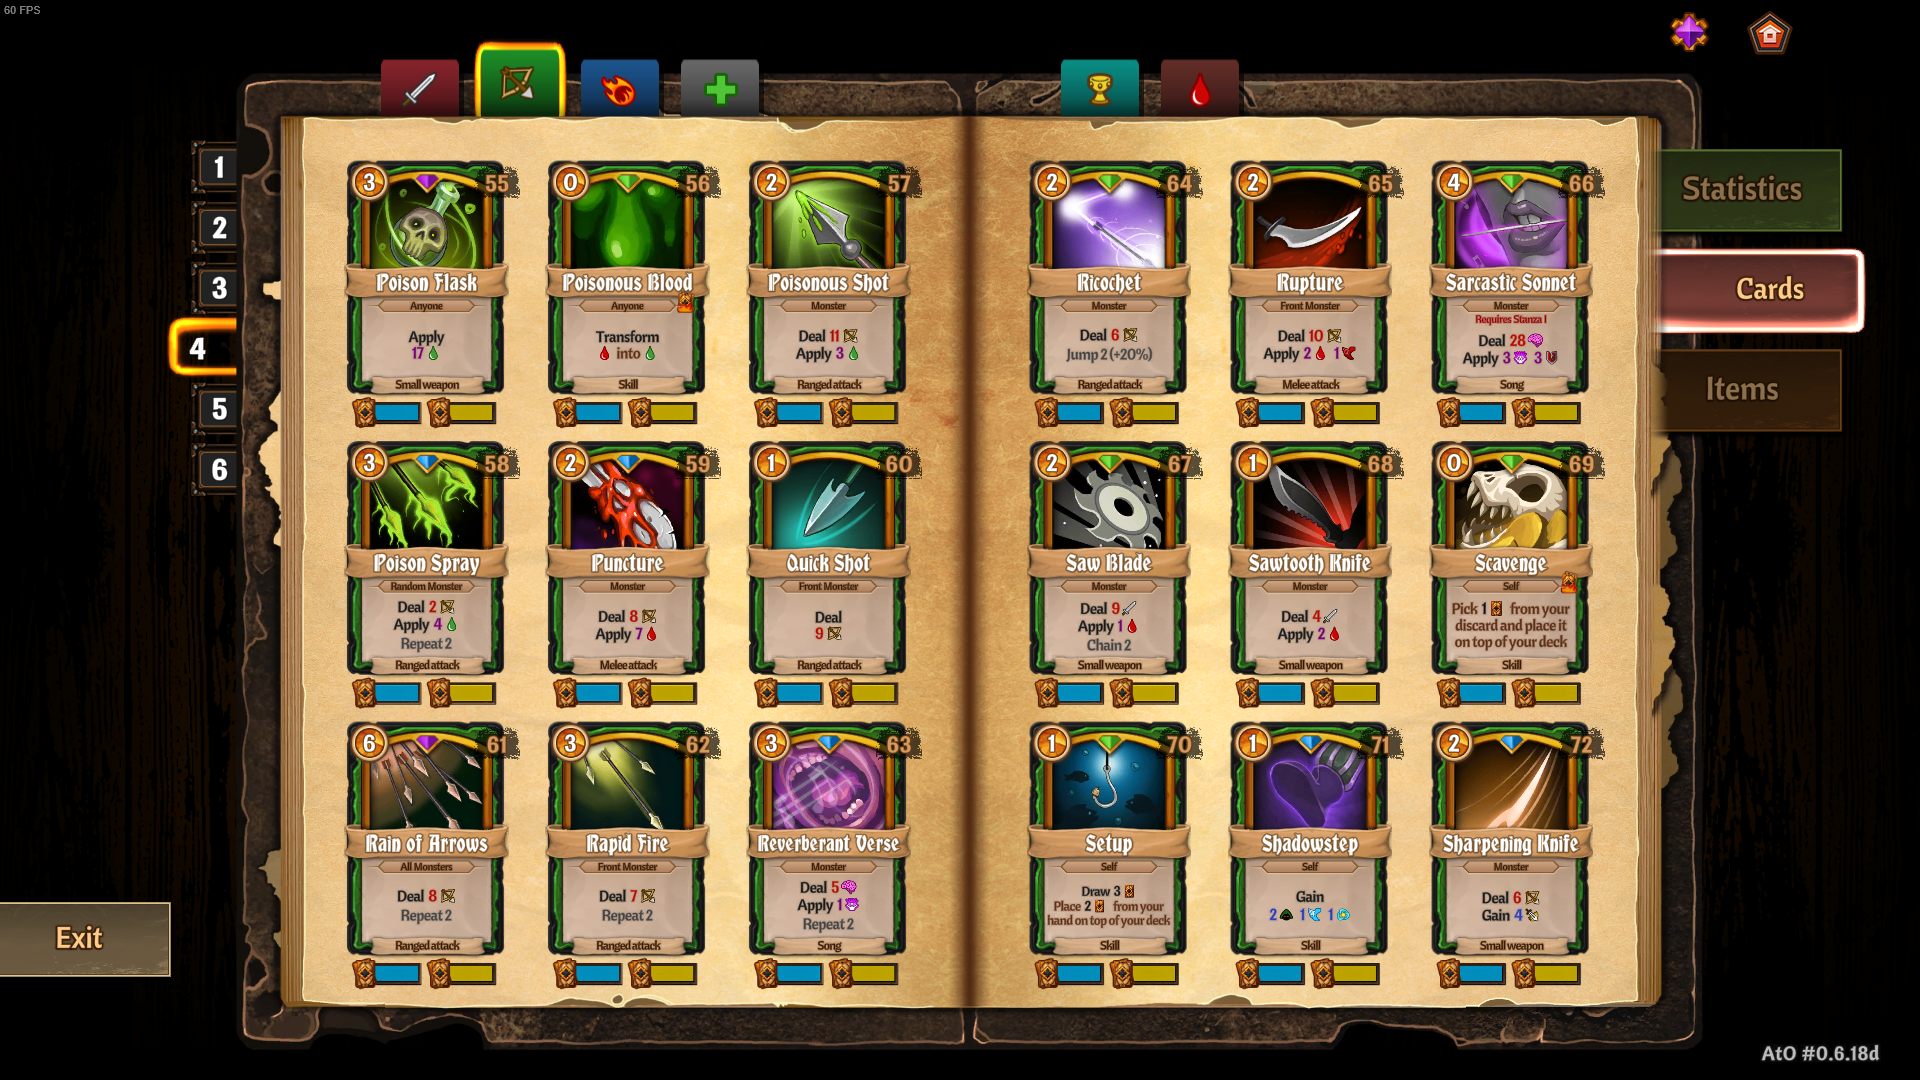 60 FPS
1
2
3
4
5
6
Statistics
Cards
Items
Exit
3
55
Poison Flask
Anyone
Apply
17
Small weapon
0
56
Poisonous Blood
Anyone
Transform
into
Skill
2
57
Poisonous Shot
Monster
Deal 11
Apply 3
Ranged attack
3
58
Poison Spray
Random Monster
Deal 2
Apply 4
Repeat 2
Ranged attack
2
59
Puncture
Monster
Deal 8
Apply 7
Melee attack
1
60
Quick Shot
Front Monster
Deal
9
Ranged attack
6
61
Rain of Arrows
All Monsters
Deal 8
Repeat 2
Ranged attack
3
62
Rapid Fire
Front Monster
Deal 7
Repeat 2
Ranged attack
3
63
Reverberant Verse
Monster
Deal 5
Apply 1
Repeat 2
Song
2
64
Ricochet
Monster
Deal 6
Jump 2 (+20%)
Ranged attack
2
65
Rupture
Front Monster
Deal 10
Apply 2 1
Melee attack
4
66
Sarcastic Sonnet
Monster
Requires Stanza I
Deal 28
Apply 3 3
Song
2
67
Saw Blade
Monster
Deal 9
Apply 1
Chain 2
Small weapon
1
68
Sawtooth Knife
Monster
Deal 4
Apply 2
Small weapon
0
69
Scavenge
Self
Pick 1 from your
discard and place it
on top of your deck
Skill
1
70
Setup
Self
Draw 3
Place 2 from your
hand on top of your deck
Skill
1
71
Shadowstep
Self
Gain
2 1 1
Skill
2
72
Sharpening Knife
Monster
Deal 6
Gain 4
Small weapon
AtO #0.6.18d